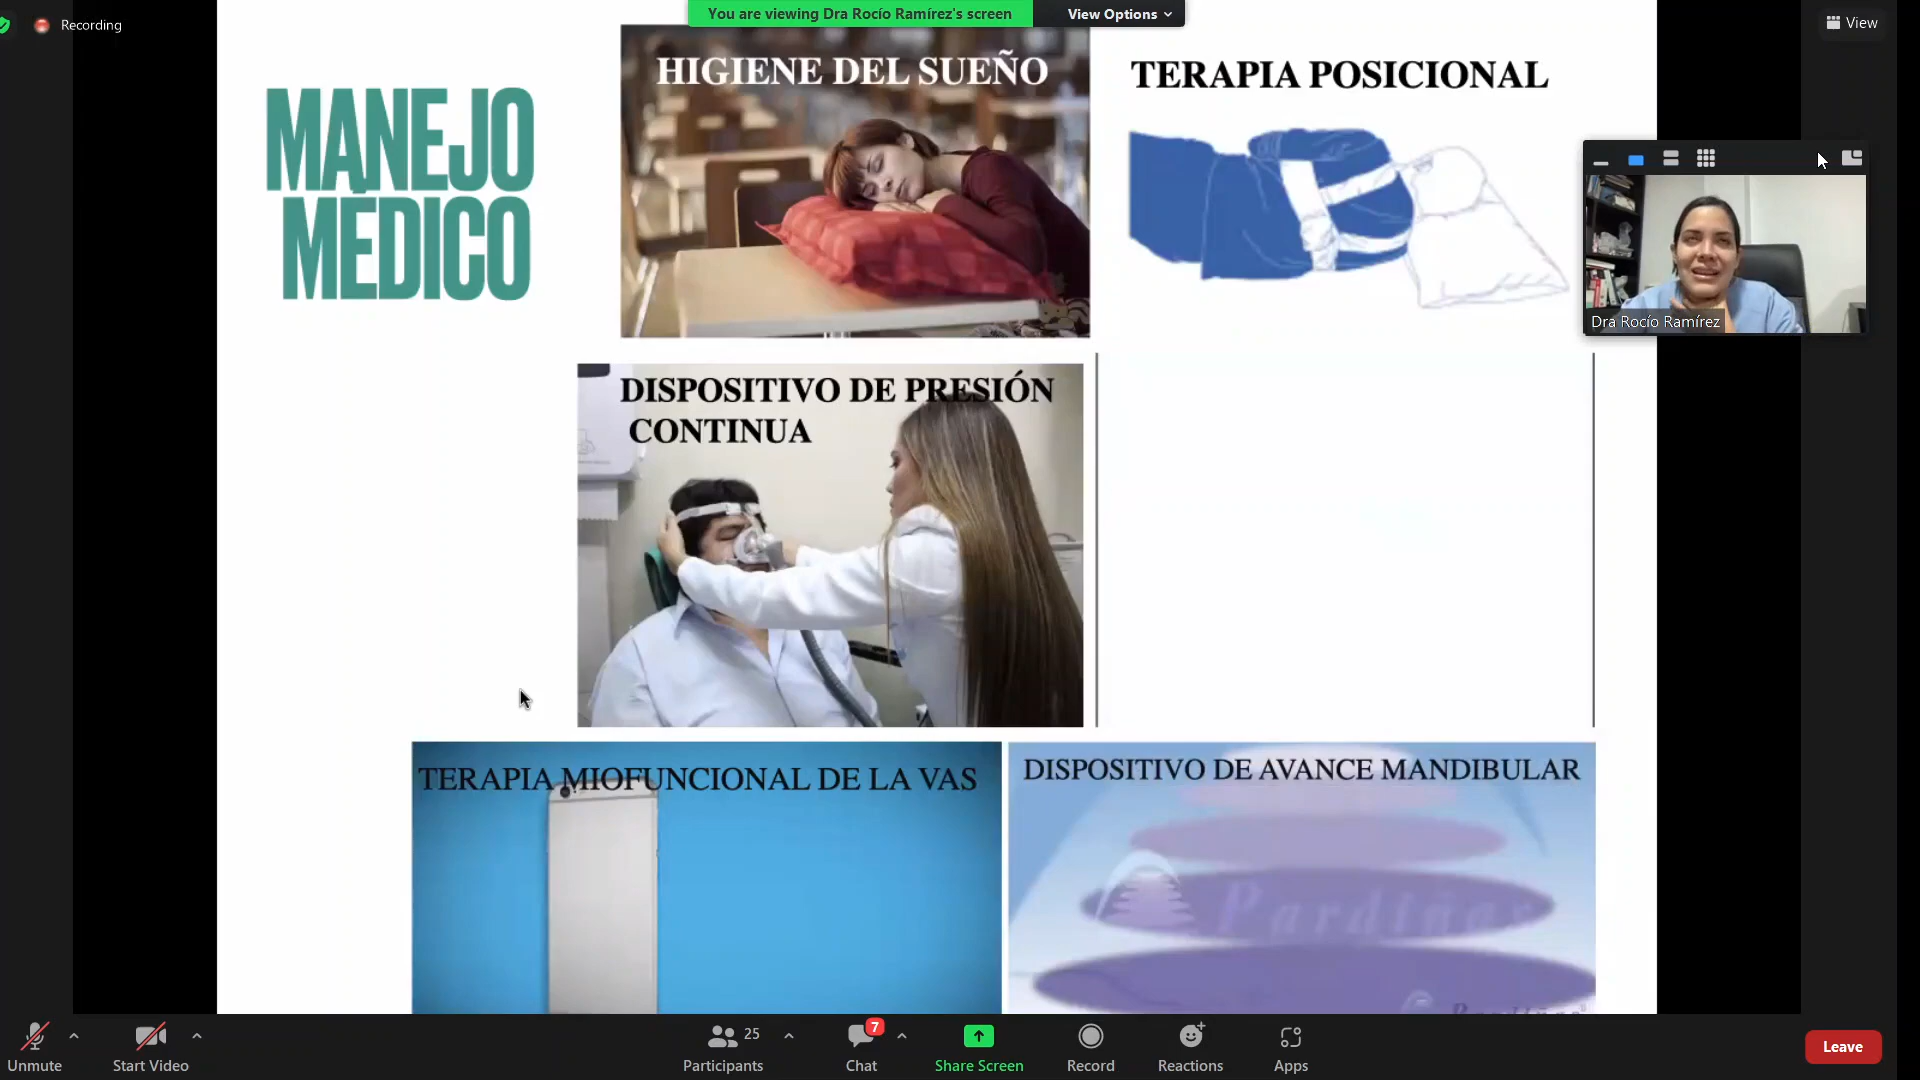 Recording
You are viewing Dra Rocío Ramírez's screen
View Options
View
MANEJO
MÉDICO
HIGIENE DEL SUEÑO
TERAPIA POSICIONAL
Dra Rocío Ramírez
DISPOSITIVO DE PRESIÓN
CONTINUA
TERAPIA MIOFUNCIONAL DE LA VAS
DISPOSITIVO DE AVANCE MANDIBULAR
Pardiñas
Unmute
Start Video
25
Participants
7
Chat
Share Screen
Record
Reactions
Apps
Leave